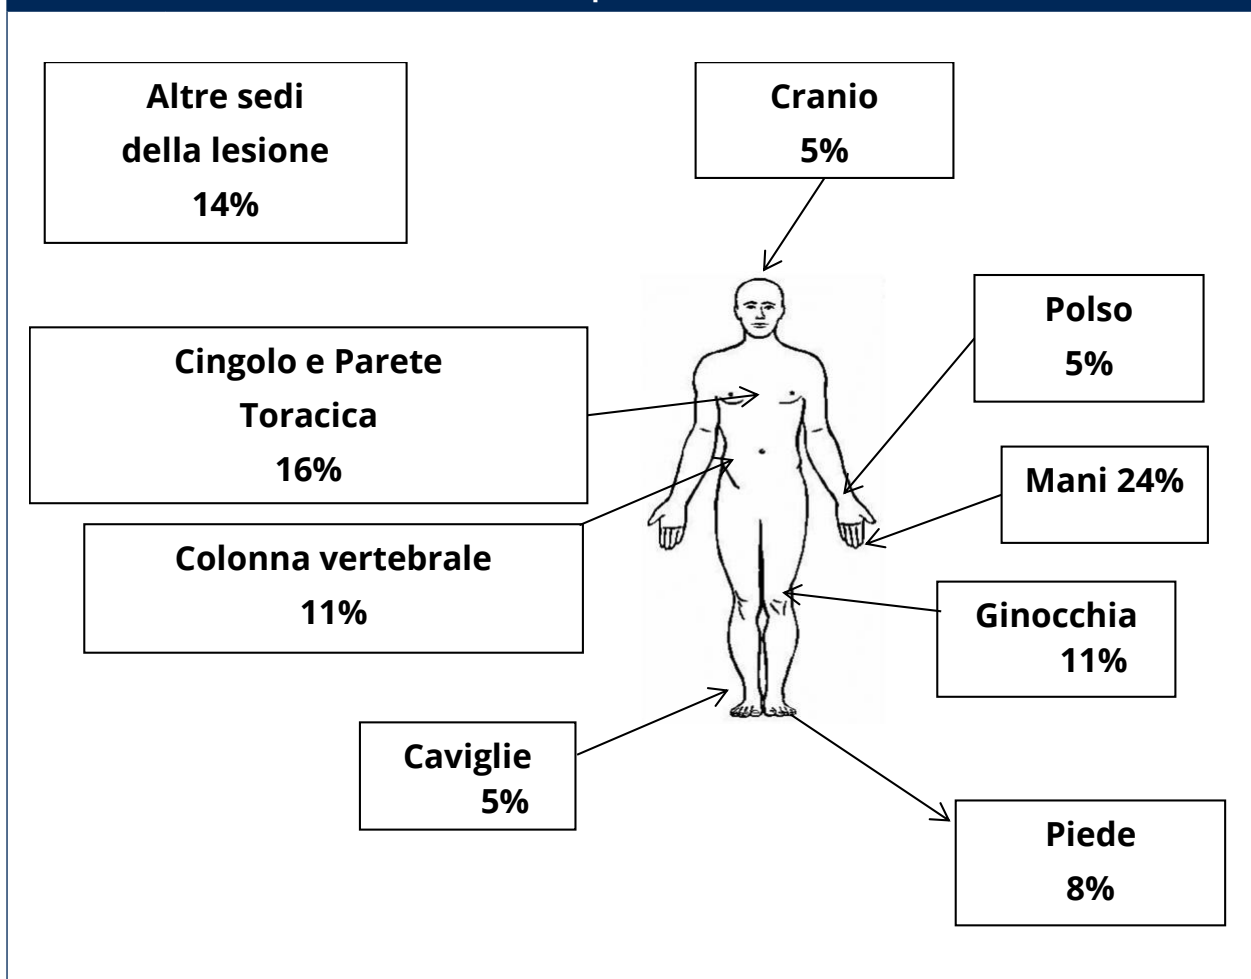 Altre sedi
della lesione
14%
Cranio
5%
Polso
5%
Cingolo e Parete
Toracica
16%
Mani 24%
Colonna vertebrale
11%
Ginocchia
11%
Caviglie
5%
Piede
8%